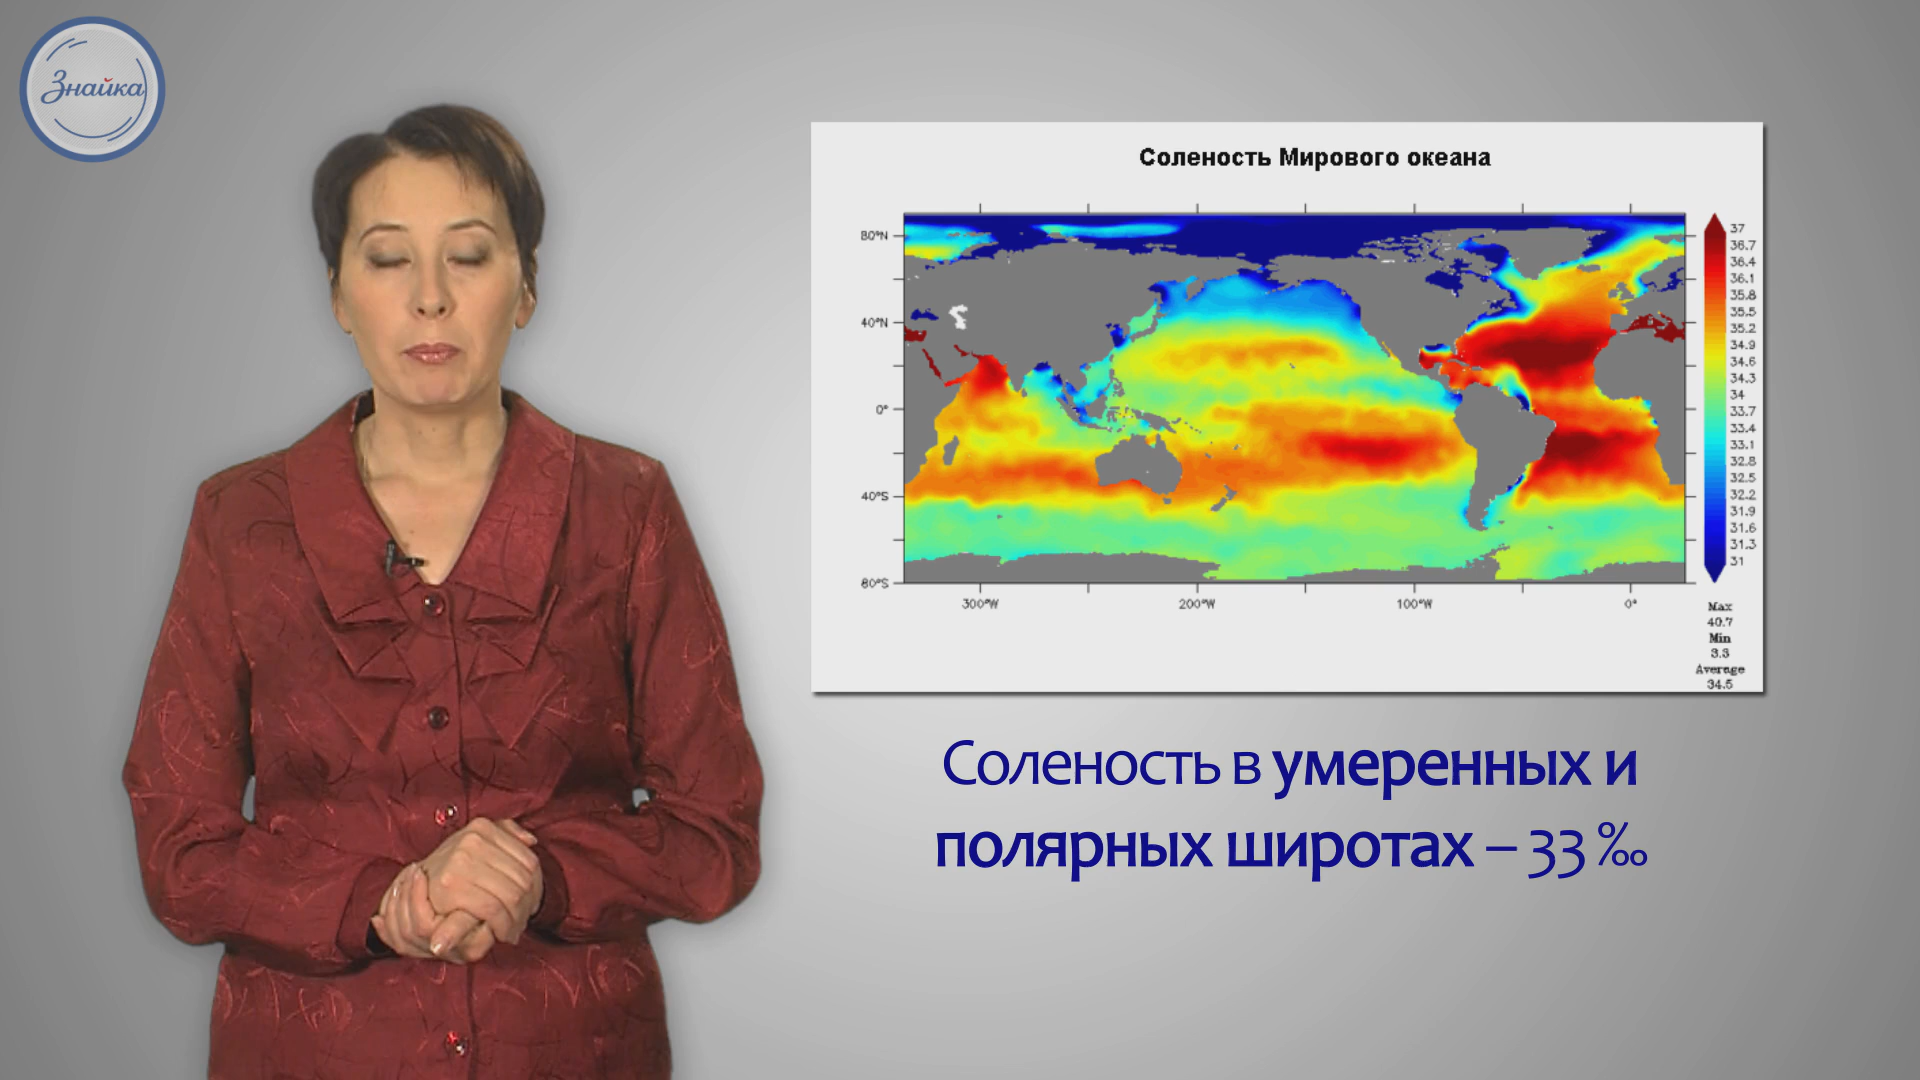 Знайка
Соленость Мирового океана
80°N
40°N
0°
40°S
80°S
300°W
200°W
100°W
0°
37
36.7
36.4
36.1
35.8
35.5
35.2
34.9
34.6
34.3
34
33.7
33.4
33.1
32.8
32.5
32.2
31.9
31.6
31.3
31
Max
40.7
Min
3.3
Average
34.5
Соленость в умеренных и
полярных широтах – 33 ‰